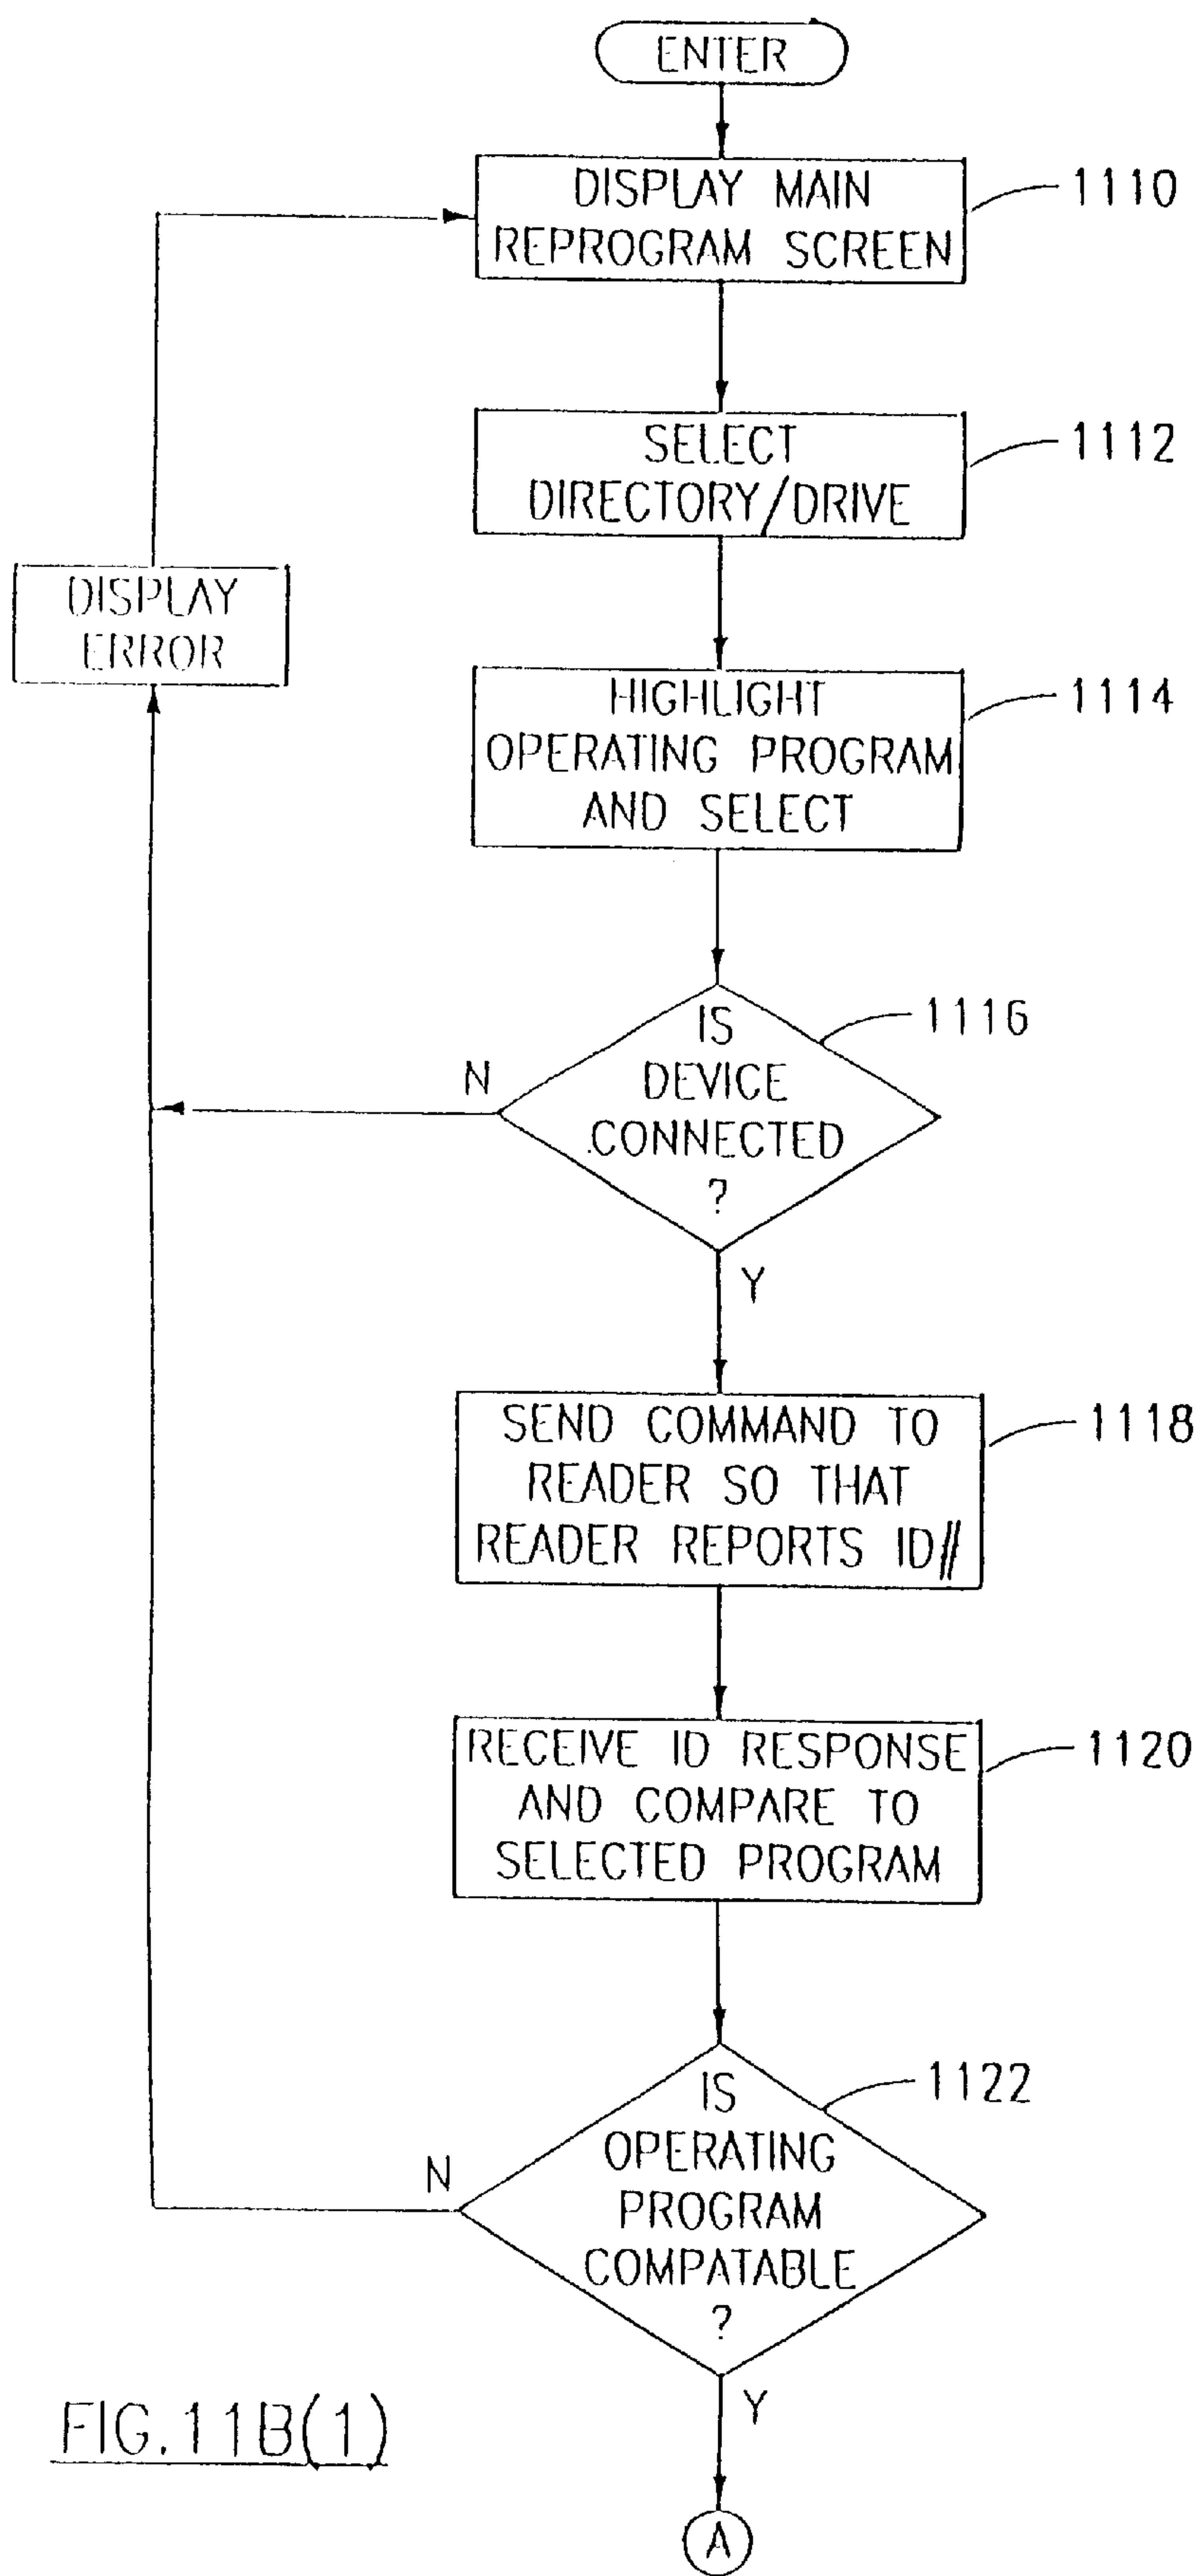 ENTER
DISPLAY MAIN
REPROGRAM SCREEN
1110
SELECT
DIRECTORY/DRIVE
1112
DISPLAY
ERROR
HIGHLIGHT
OPERATING PROGRAM
AND SELECT
1114
IS
DEVICE
CONNECTED
?
1116
N
Y
SEND COMMAND TO
READER SO THAT
READER REPORTS ID#
1118
RECEIVE ID RESPONSE
AND COMPARE TO
SELECTED PROGRAM
1120
IS
OPERATING
PROGRAM
COMPATABLE
?
1122
N
Y
FIG.11B(1)
A